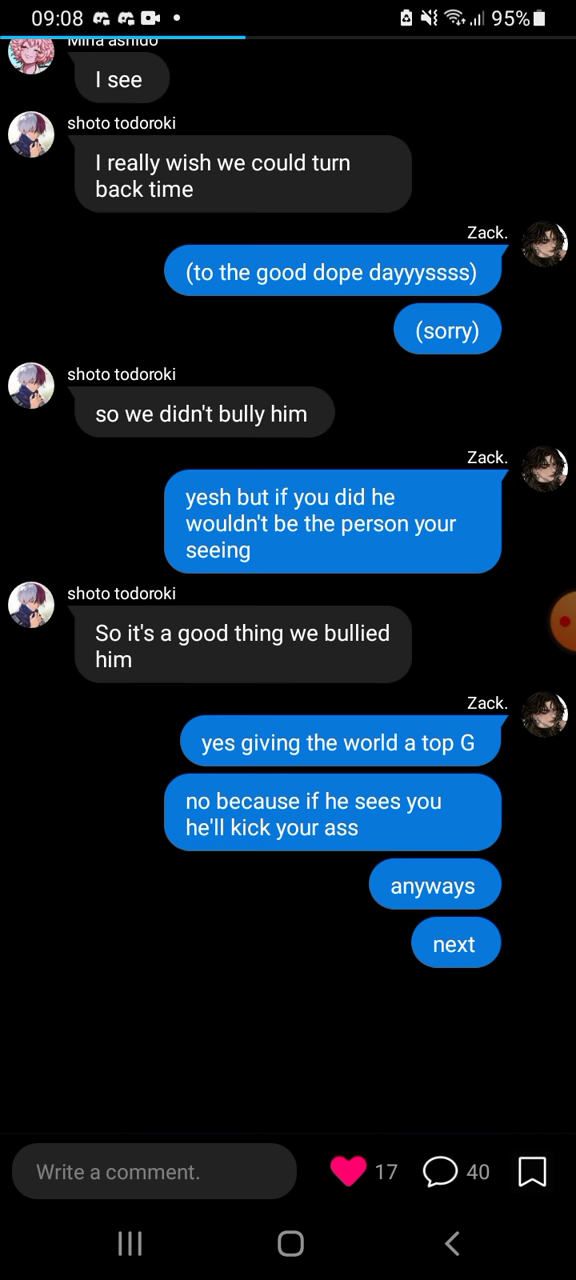 09:08
95%
Mina ashido
I see
shoto todoroki
I really wish we could turn
back time
Zack.
(to the good dope dayyyssss)
(sorry)
shoto todoroki
so we didn't bully him
Zack.
yesh but if you did he
wouldn't be the person your
seeing
shoto todoroki
So it's a good thing we bullied
him
Zack.
yes giving the world a top G
no because if he sees you
he'll kick your ass
anyways
next
Write a comment.
17
40